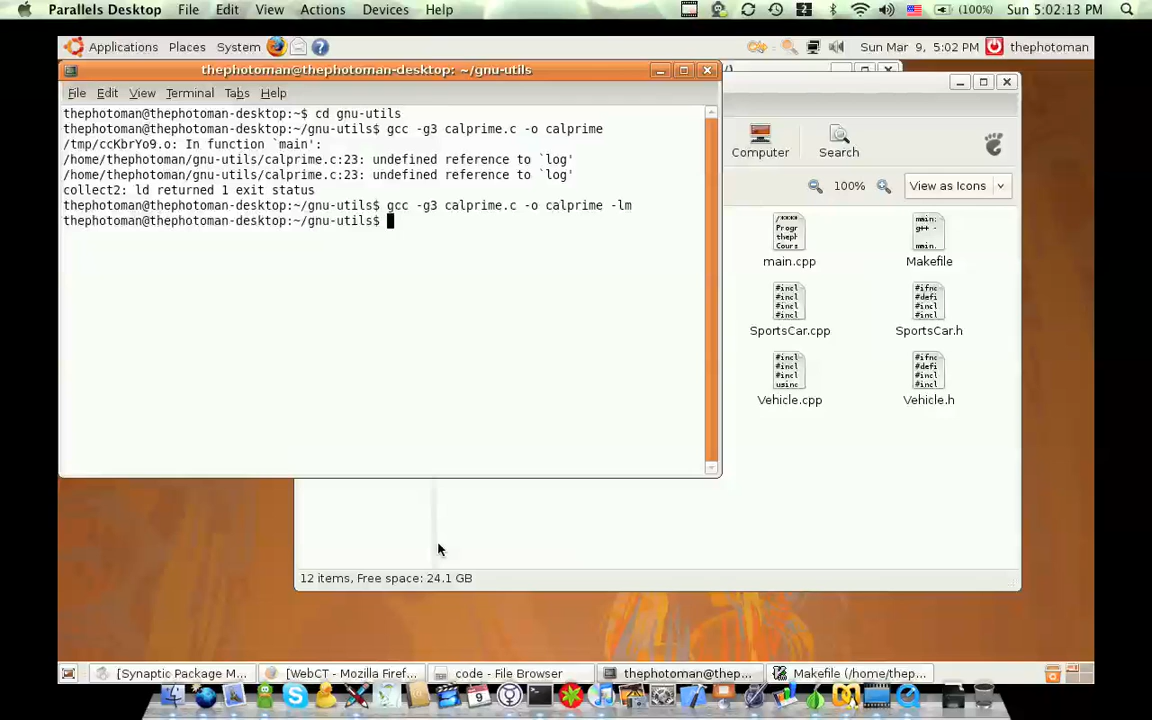 Parallels Desktop File Edit View Actions Devices Help (100%) Sun 5:02:13 PM
Applications Places System Sun Mar 9, 5:02 PM thephotoman
thephotoman@thephotoman-desktop: ~/gnu-utils
File Edit View Terminal Tabs Help
thephotoman@thephotoman-desktop:~$ cd gnu-utils
thephotoman@thephotoman-desktop:~/gnu-utils$ gcc -g3 calprime.c -o calprime
/tmp/ccKbrYo9.o: In function `main':
/home/thephotoman/gnu-utils/calprime.c:23: undefined reference to `log'
/home/thephotoman/gnu-utils/calprime.c:23: undefined reference to `log'
collect2: ld returned 1 exit status
thephotoman@thephotoman-desktop:~/gnu-utils$ gcc -g3 calprime.c -o calprime -lm
thephotoman@thephotoman-desktop:~/gnu-utils$
Computer Search
100% View as Icons
main.cpp Makefile
SportsCar.cpp SportsCar.h
Vehicle.cpp Vehicle.h
12 items, Free space: 24.1 GB
[Synaptic Package M... [WebCT - Mozilla Firef... code - File Browser thephotoman@thep... Makefile (/home/thep...